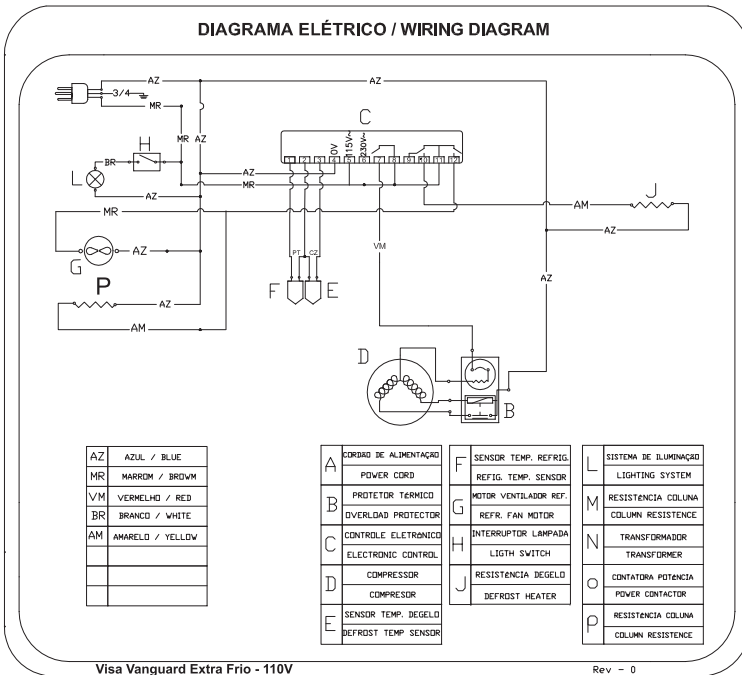 DIAGRAMA ELÉTRICO / WIRING DIAGRAM
AZ
AZ
3/4
MR
C
MR AZ
H
0V
115V~
230V~
BR
1 2 3 4 5 6 7 8 9 10 11 12
L
AZ
MR
J
AZ
AM
MR
VM
AZ
AZ
G
PT CZ
P
F E
AZ
AZ
AM
D
B
AZ AZUL / BLUE
MR MARROM / BROWM
VM VERMELHO / RED
BR BRANCO / WHITE
AM AMARELO / YELLOW
A CORDÃO DE ALIMENTAÇÃO
POWER CORD
B PROTETOR TéRMICO
OVERLOAD PROTECTOR
C CONTROLE ELETRôNICO
ELECTRONIC CONTROL
D COMPRESSOR
COMPRESOR
E SENSOR TEMP. DEGELO
DEFROST TEMP SENSOR
F SENSOR TEMP. REFRIG.
REFIG. TEMP. SENSOR
G MOTOR VENTILADOR REF.
REFR. FAN MOTOR
H INTERRUPTOR LâMPADA
LIGTH SWITCH
J RESISTêNCIA DEGELO
DEFROST HEATER
L SISTEMA DE ILUMINAÇÃO
LIGHTING SYSTEM
M RESISTêNCIA COLUNA
COLUMN RESISTENCE
N TRANSFORMADOR
TRANSFORMER
O CONTATORA POTêNCIA
POWER CONTACTOR
P RESISTêNCIA COLUNA
COLUMN RESISTENCE
Visa Vanguard Extra Frio - 110V
Rev - 0